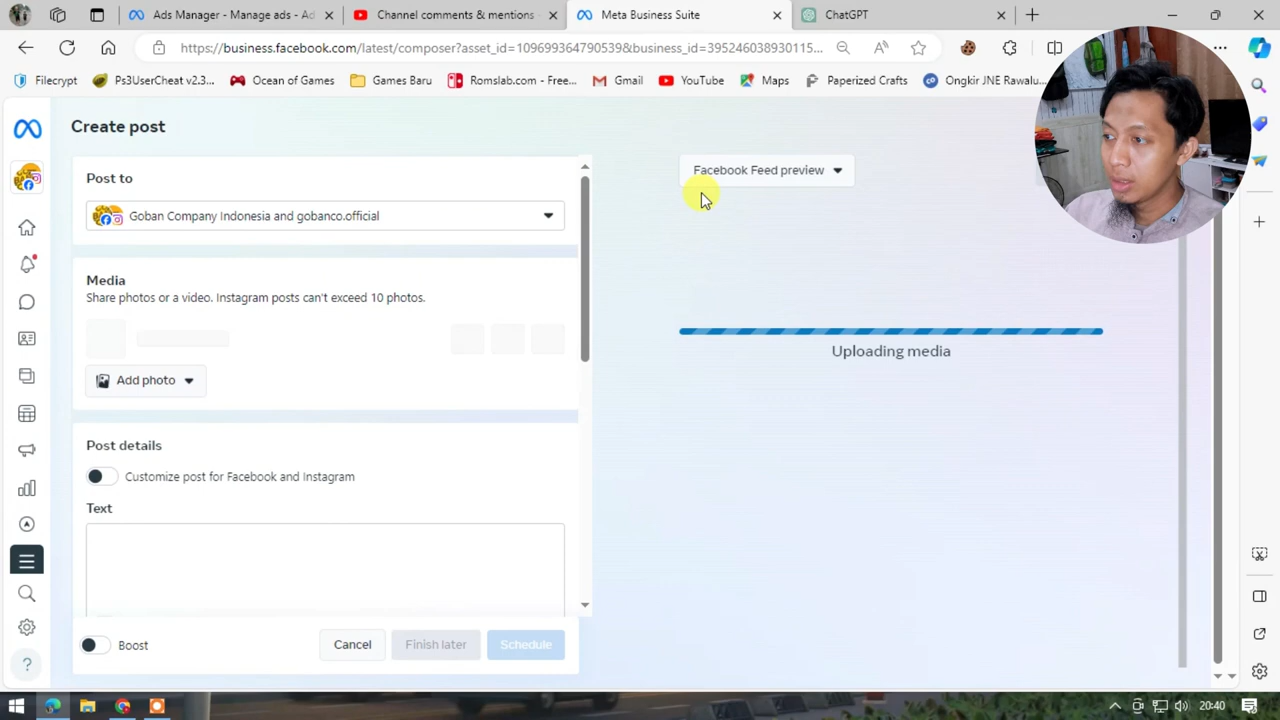 Ads Manager - Manage ads - Ad
Channel comments & mentions -
Meta Business Suite
ChatGPT
https://business.facebook.com/latest/composer?asset_id=109699364790539&business_id=395246038930115...
Filecrypt
Ps3UserCheat v2.3...
Ocean of Games
Games Baru
Romslab.com - Free...
Gmail
YouTube
Maps
Paperized Crafts
Ongkir JNE Rawalu...
Create post
Post to
Goban Company Indonesia and gobanco.official
Facebook Feed preview
Media
Share photos or a video. Instagram posts can't exceed 10 photos.
Uploading media
Add photo
Post details
Customize post for Facebook and Instagram
Text
Boost
Cancel
Finish later
Schedule
20:40